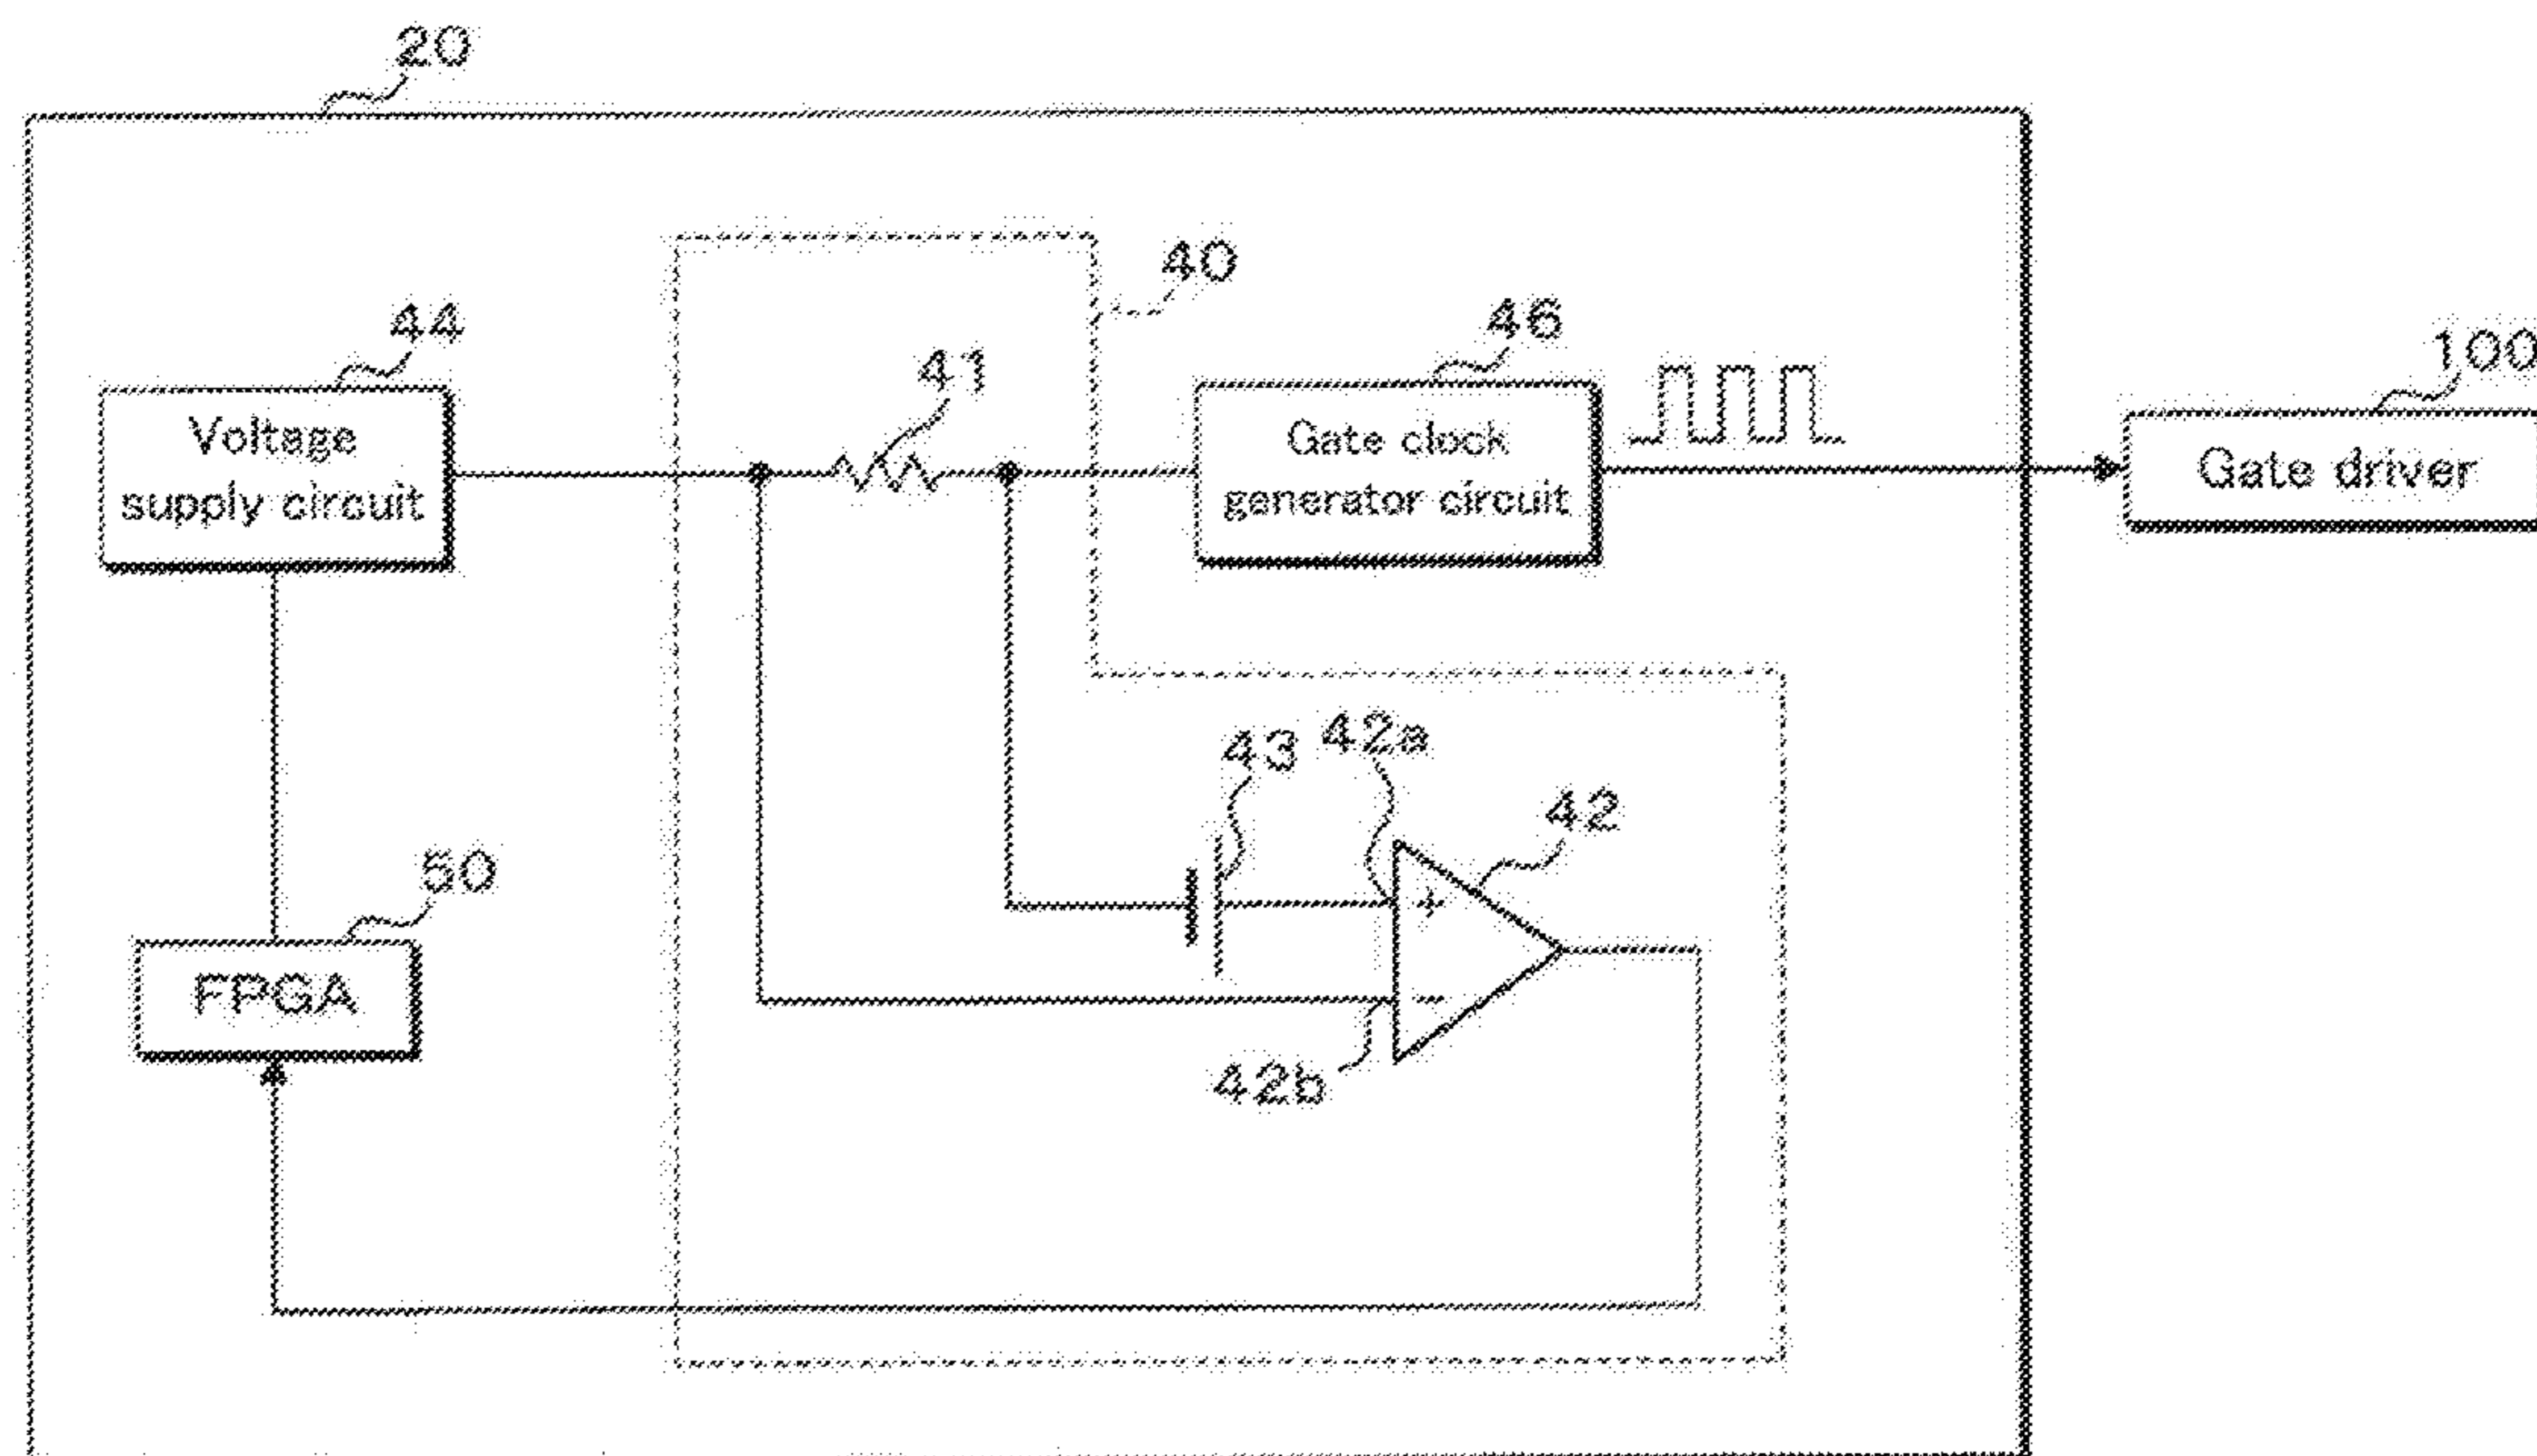 20
40
44
41
46
100
Voltage
supply circuit
Gate clock
generator circuit
Gate driver
43
42a
42
50
+
FPGA
-
42b